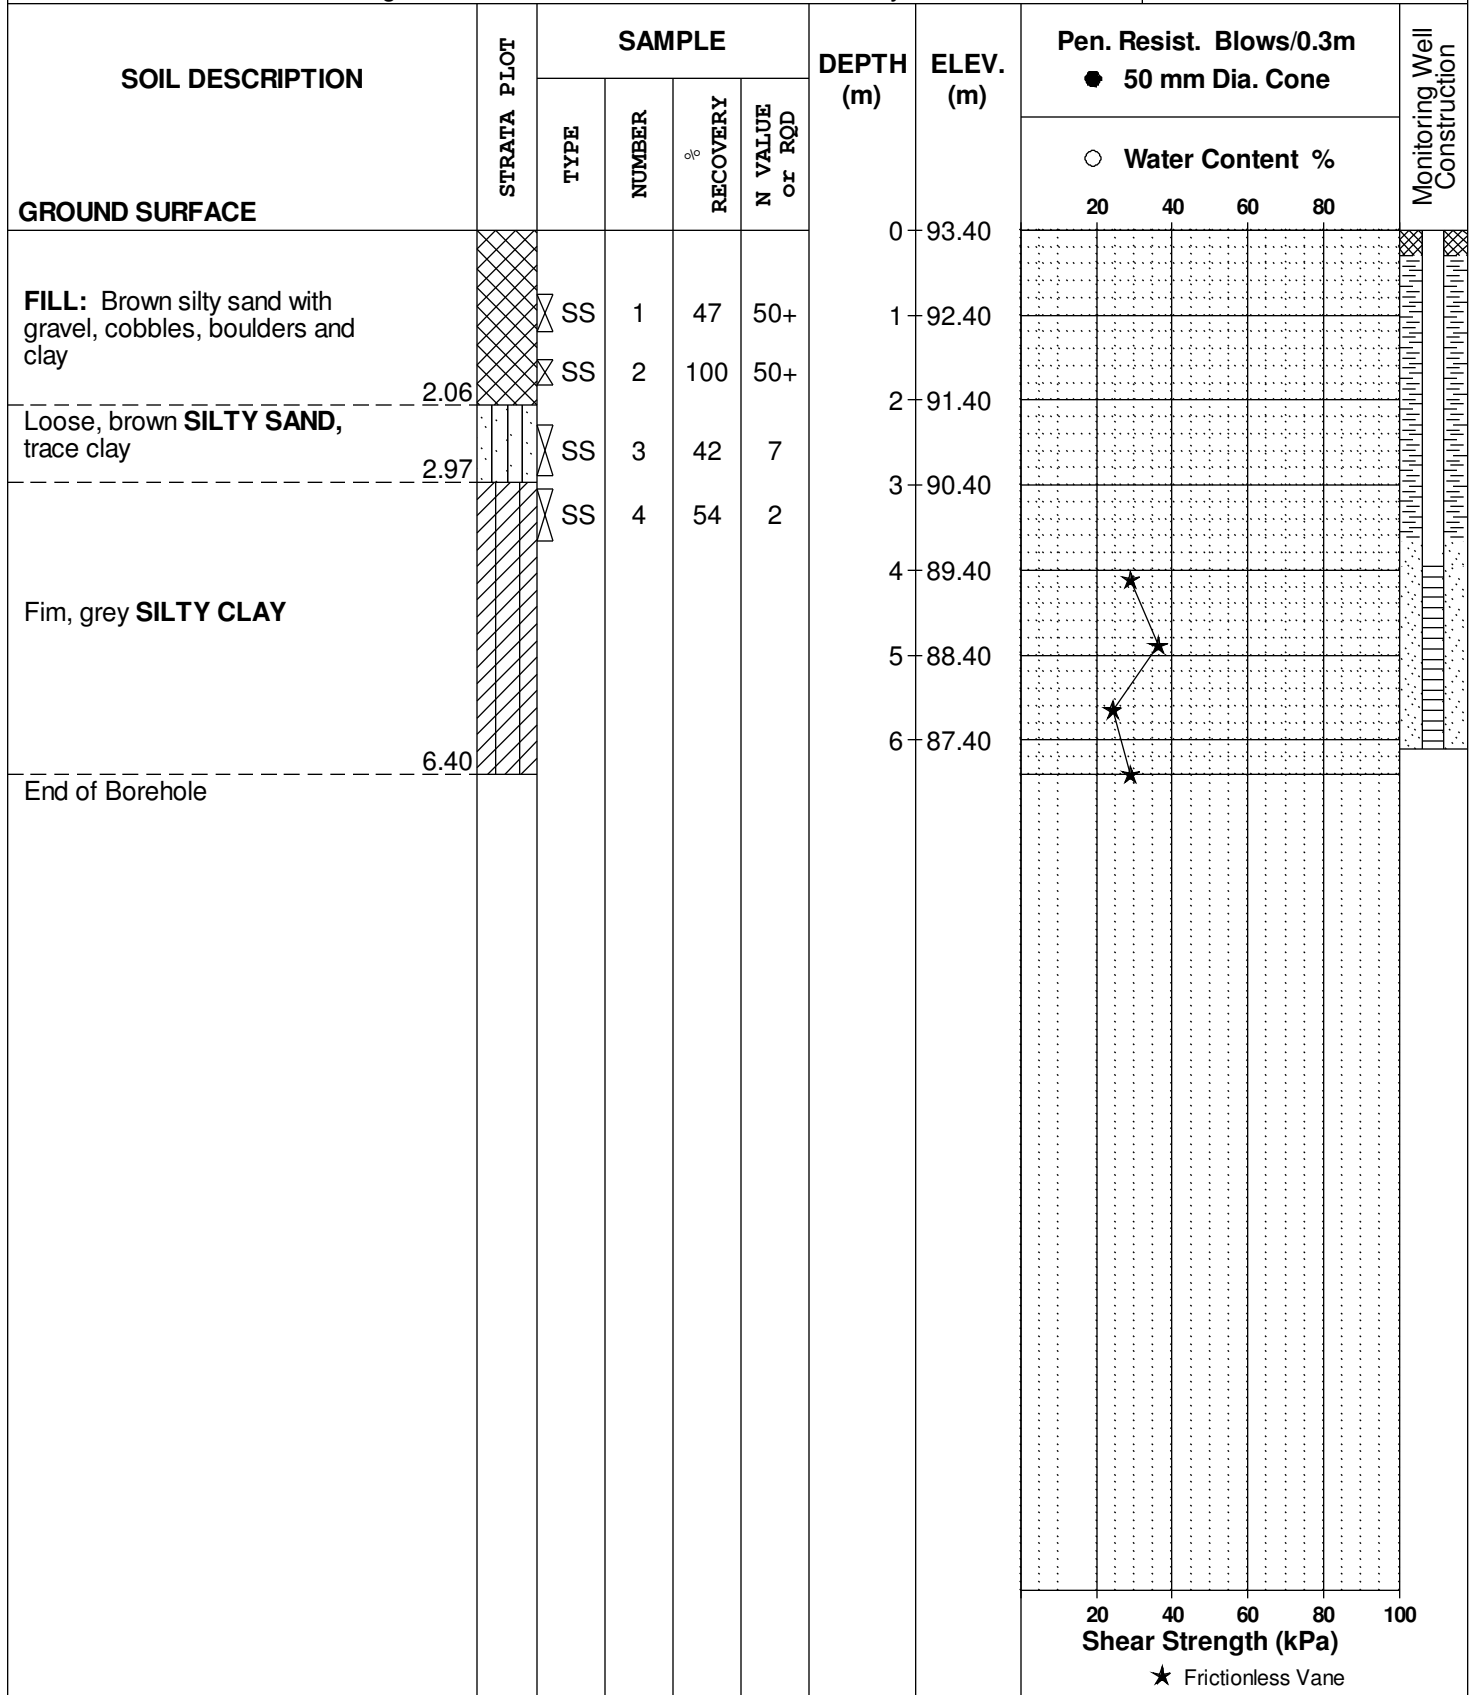 SOIL DESCRIPTION
GROUND SURFACE
STRATA PLOT
SAMPLE
TYPE
NUMBER
%
RECOVERY
N VALUE
or RQD
DEPTH
(m)
ELEV.
(m)
Pen. Resist. Blows/0.3m
● 50 mm Dia. Cone
○ Water Content %
20 40 60 80
Monitoring Well
Construction
0 93.40
FILL: Brown silty sand with
gravel, cobbles, boulders and
clay
2.06
SS 1 47 50+
1 92.40
SS 2 100 50+
2 91.40
Loose, brown SILTY SAND,
trace clay
2.97
SS 3 42 7
3 90.40
SS 4 54 2
4 89.40
Fim, grey SILTY CLAY
5 88.40
6 87.40
6.40
End of Borehole
20 40 60 80 100
Shear Strength (kPa)
★ Frictionless Vane